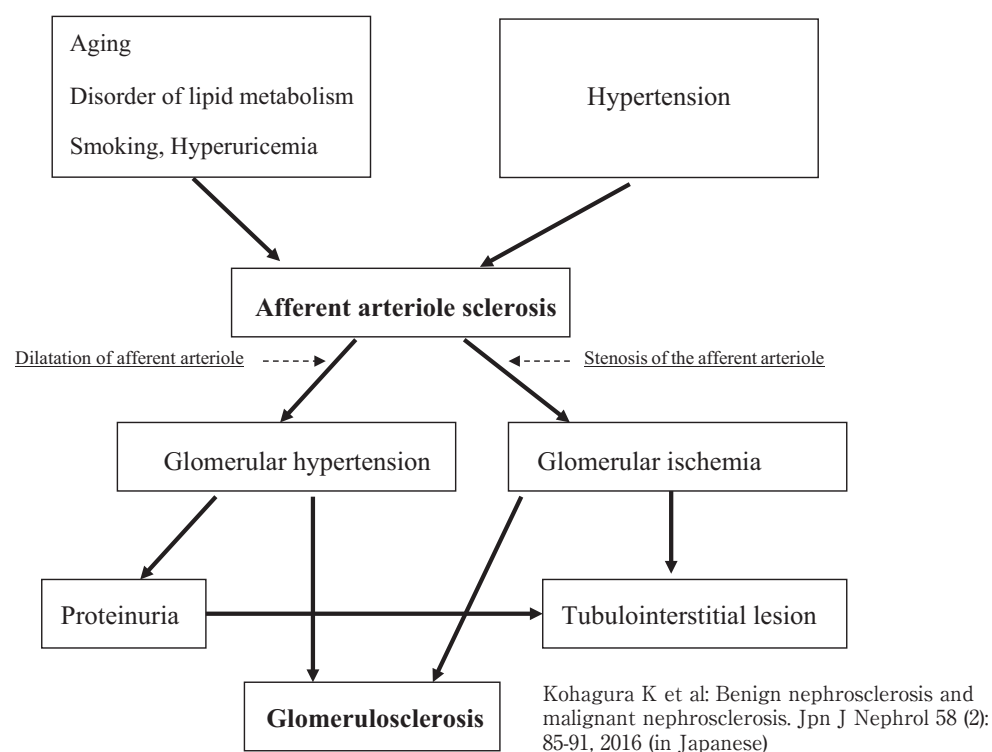 Aging
Disorder of lipid metabolism
Smoking, Hyperuricemia
Hypertension
Afferent arteriole sclerosis
Dilatation of afferent arteriole
Stenosis of the afferent arteriole
Glomerular hypertension
Glomerular ischemia
Proteinuria
Tubulointerstitial lesion
Glomerulosclerosis
Kohagura K et al: Benign nephrosclerosis and
malignant nephrosclerosis. Jpn J Nephrol 58 (2):
85-91, 2016 (in Japanese)